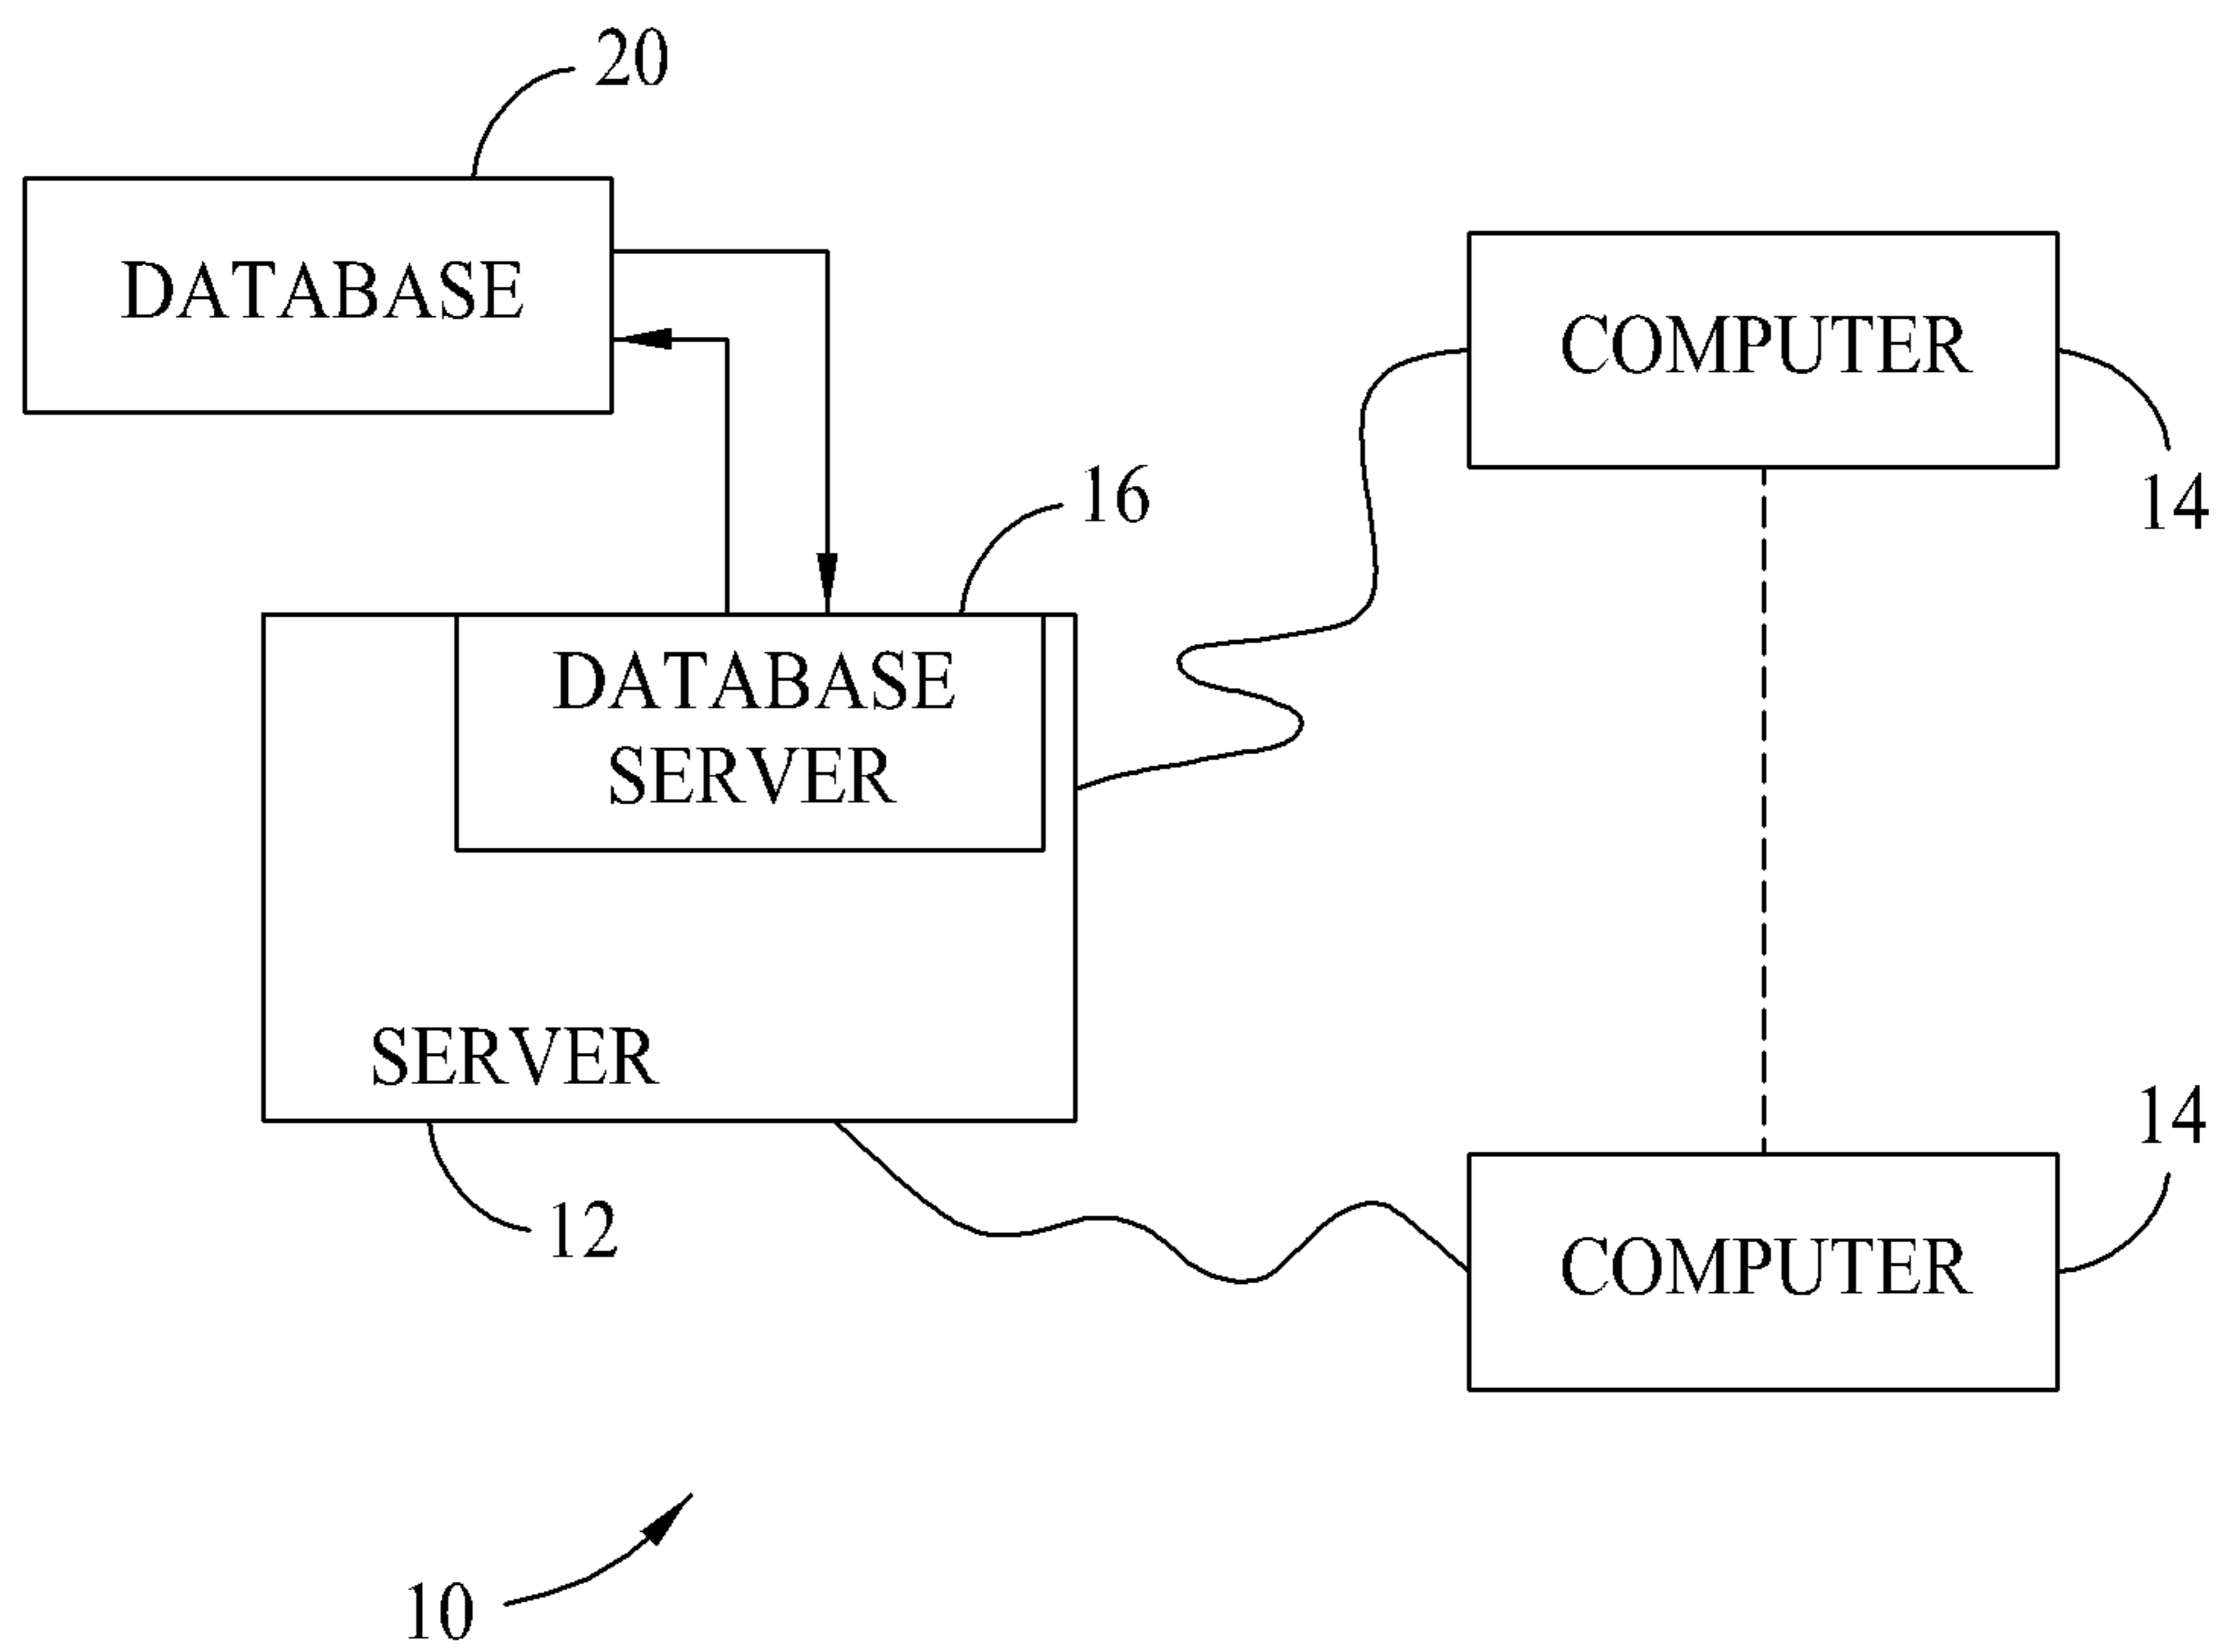 20
DATABASE
COMPUTER
14
16
DATABASE
SERVER
SERVER
12
14
COMPUTER
10